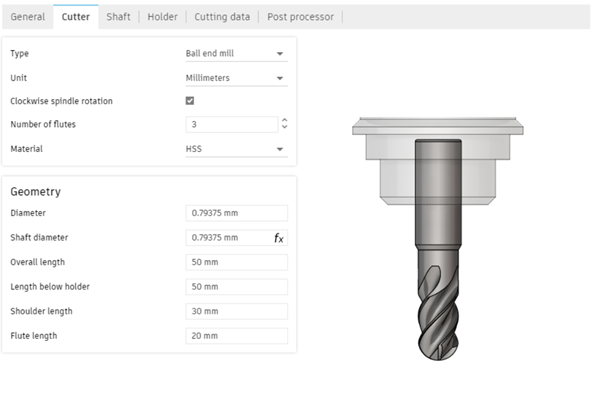 General Cutter Shaft Holder Cutting data Post processor
Type Ball end mill
Unit Millimeters
Clockwise spindle rotation
Number of flutes 3
Material HSS
Geometry
Diameter 0.79375 mm
Shaft diameter 0.79375 mm fx
Overall length 50 mm
Length below holder 50 mm
Shoulder length 30 mm
Flute length 20 mm